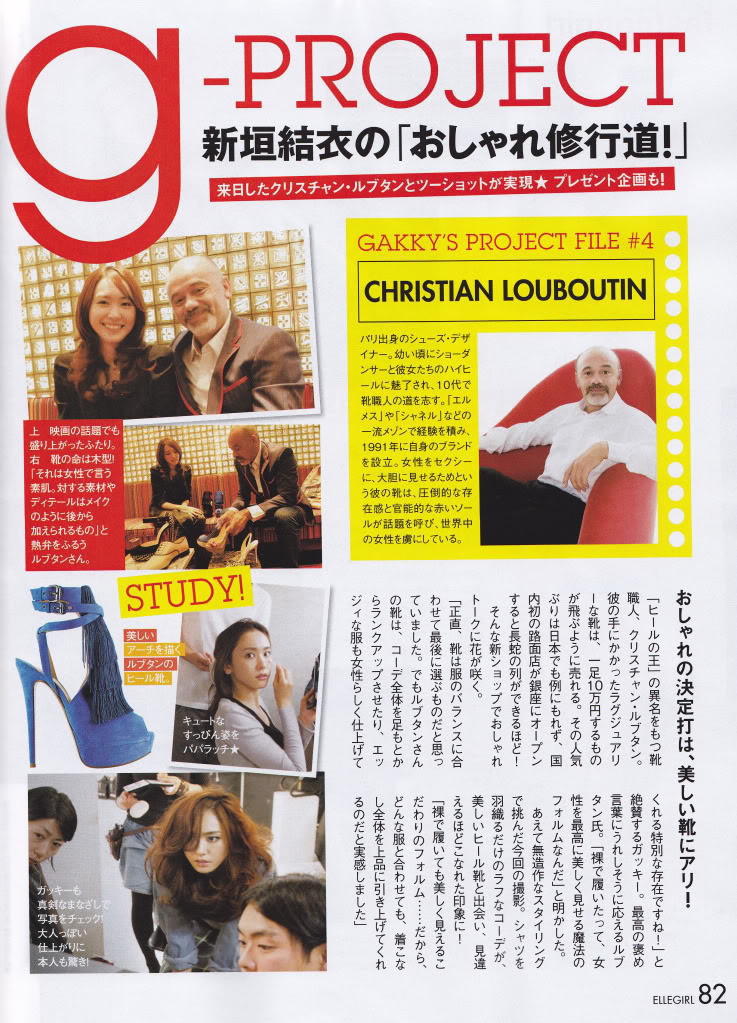 g-PROJECT
新垣結衣の「おしゃれ修行道!」
来日したクリスチャン・ルブタンとツーショットが実現★ プレゼント企画も!
GAKKY'S PROJECT FILE #4
CHRISTIAN LOUBOUTIN
パリ出身のシューズ・デザ
イナー。幼い頃にショーダ
ンサーと彼女たちのハイヒ
ールに魅了され、10代で
靴職人の道を志す。「エル
メス」や「シャネル」などの
一流メゾンで経験を積み、
1991年に自身のブランド
を設立。女性をセクシー
に、大胆に見せるためとい
う彼の靴は、圧倒的な存
在感と官能的な赤いソー
ルが話題を呼び、世界中
の女性を虜にしている。
上 映画の話題でも
盛り上がったふたり。
右 靴の命は木型!
「それは女性で言う
素肌。対する素材や
ディテールはメイク
のように後から
加えられるもの」と
熱弁をふるう
ルブタンさん。
STUDY!
美しい
アーチを描く
ルブタンの
ヒール靴。
キュートな
すっぴん姿を
パパラッチ★
ガッキーも
真剣なまなざしで
写真をチェック!
大人っぽい
仕上がりに
本人も驚き!
おしゃれの決定打は、美しい靴にアリ!
「ヒールの王」の異名をもつ靴
職人、クリスチャン・ルブタン。
彼の手にかかったラグジュアリ
ーな靴は、一足10万円するもの
が飛ぶように売れる。その人気
ぶりは日本でも例にもれず、国
内初の路面店が銀座にオープン
すると長蛇の列ができるほど!
そんな新ショップでおしゃれ
トークに花が咲く。
「正直、靴は服のバランスに合
わせて最後に選ぶものだと思っ
ていました。でもルブタンさん
の靴は、コーデ全体を足もとか
らランクアップさせたり、エッ
ジィな服も女性らしく仕上げて
くれる特別な存在ですね!」と
絶賛するガッキー。最高の褒め
言葉にうれしそうに応えるルブ
タン氏。「裸で履いたって、女
性を最高に美しく見せる魔法の
フォルムなんだ」と明かした。
あえて無造作なスタイリング
で挑んだ今回の撮影。シャツを
羽織るだけのラフなコーデが、
美しいヒール靴と出会い、見違
えるほどこなれた印象に!
「裸で履いても美しく見えるこ
だわりのフォルム……だから、
どんな服と合わせても、着こな
し全体を上品に引き上げてくれ
るのだと実感しました」
ELLEGIRL 82